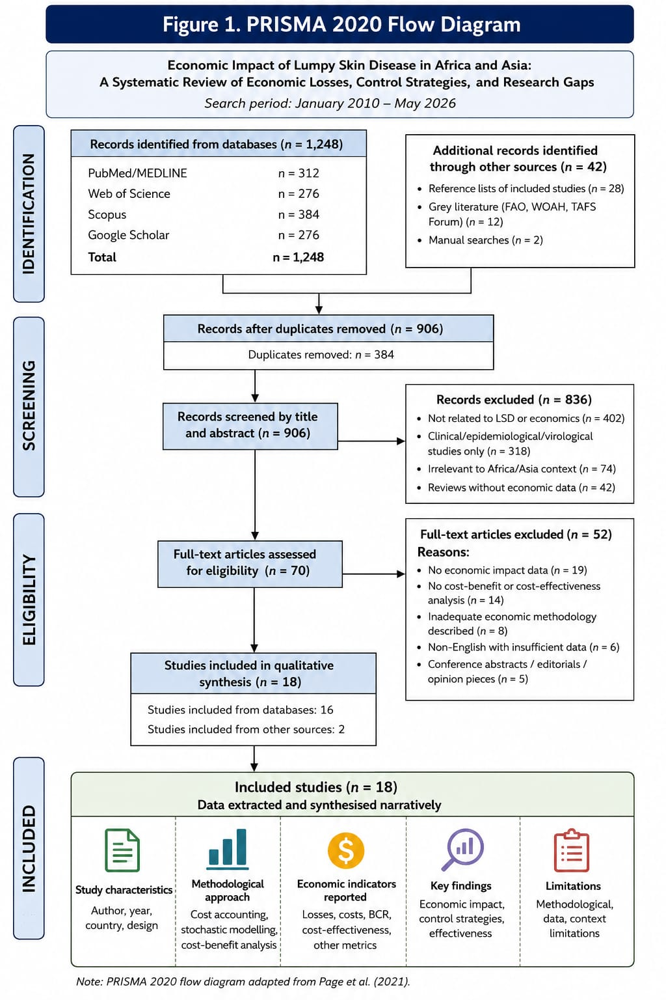 Figure 1. PRISMA 2020 Flow Diagram
Economic Impact of Lumpy Skin Disease in Africa and Asia:
A Systematic Review of Economic Losses, Control Strategies, and Research Gaps
Search period: January 2010 – May 2026
IDENTIFICATION
Records identified from databases (n = 1,248)
PubMed/MEDLINE n = 312
Web of Science n = 276
Scopus n = 384
Google Scholar n = 276
Total n = 1,248
Additional records identified
through other sources (n = 42)
• Reference lists of included studies (n = 28)
• Grey literature (FAO, WOAH, TAFS
Forum) (n = 12)
• Manual searches (n = 2)
SCREENING
Records after duplicates removed (n = 906)
Duplicates removed: n = 384
Records screened by title
and abstract (n = 906)
Records excluded (n = 836)
• Not related to LSD or economics (n = 402)
• Clinical/epidemiological/virological
studies only (n = 318)
• Irrelevant to Africa/Asia context (n = 74)
• Reviews without economic data (n = 42)
ELIGIBILITY
Full-text articles assessed
for eligibility (n = 70)
Full-text articles excluded (n = 52)
Reasons:
• No economic impact data (n = 19)
• No cost-benefit or cost-effectiveness
analysis (n = 14)
• Inadequate economic methodology
described (n = 8)
• Non-English with insufficient data (n = 6)
• Conference abstracts / editorials /
opinion pieces (n = 5)
Studies included in qualitative
synthesis (n = 18)
Studies included from databases: 16
Studies included from other sources: 2
INCLUDED
Included studies (n = 18)
Data extracted and synthesised narratively
Study characteristics
Author, year,
country, design
Methodological
approach
Cost accounting,
stochastic modelling,
cost-benefit analysis
$
Economic indicators
reported
Losses, costs, BCR,
cost-effectiveness,
other metrics
Key findings
Economic impact,
control strategies,
effectiveness
Limitations
Methodological,
data, context
limitations
Note: PRISMA 2020 flow diagram adapted from Page et al. (2021).